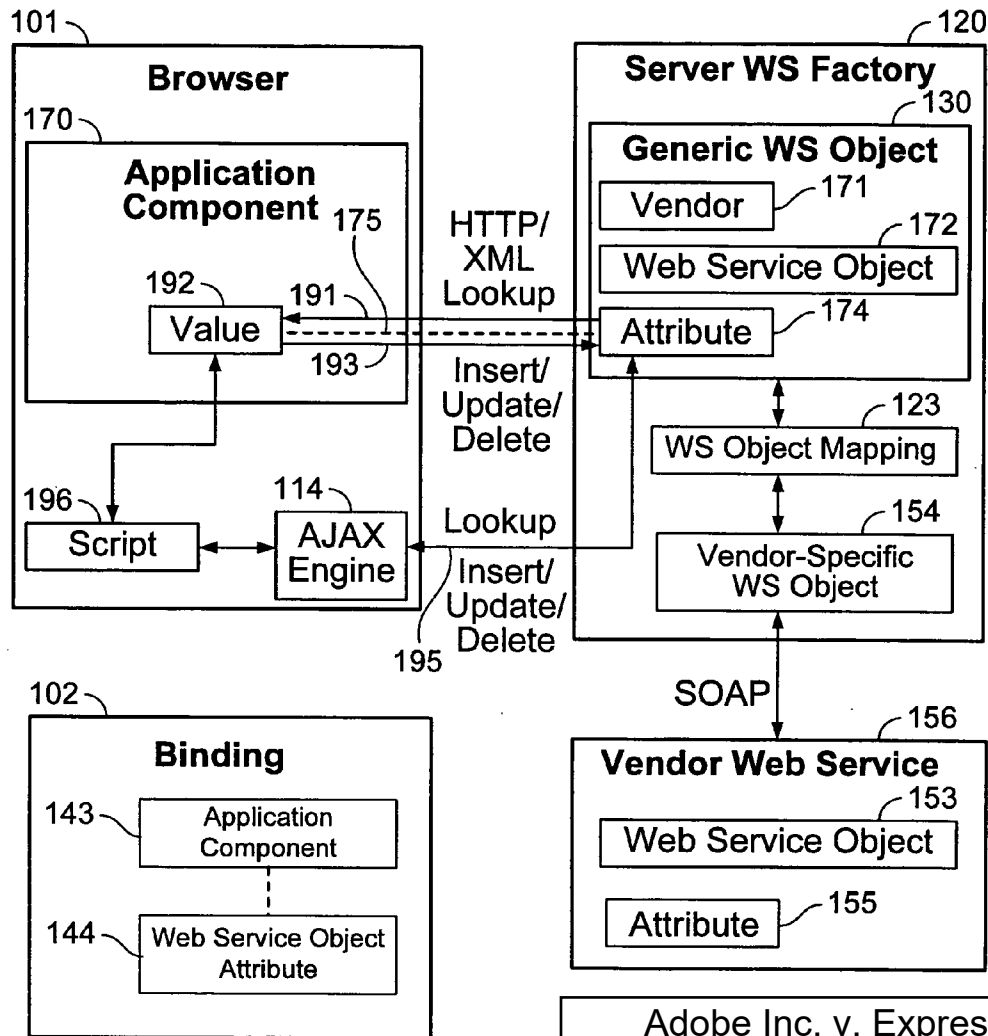 101
Browser
170
Application
Component
175
192
191
Value
193
HTTP/
XML
Lookup
Insert/
Update/
Delete
196
Script
114
AJAX
Engine
Lookup
Insert/
Update/
Delete
195
120
Server WS Factory
130
Generic WS Object
171
Vendor
172
Web Service Object
174
Attribute
123
WS Object Mapping
154
Vendor-Specific
WS Object
SOAP
102
Binding
143
Application
Component
144
Web Service Object
Attribute
156
Vendor Web Service
153
Web Service Object
155
Attribute
Adobe Inc. v. Expres